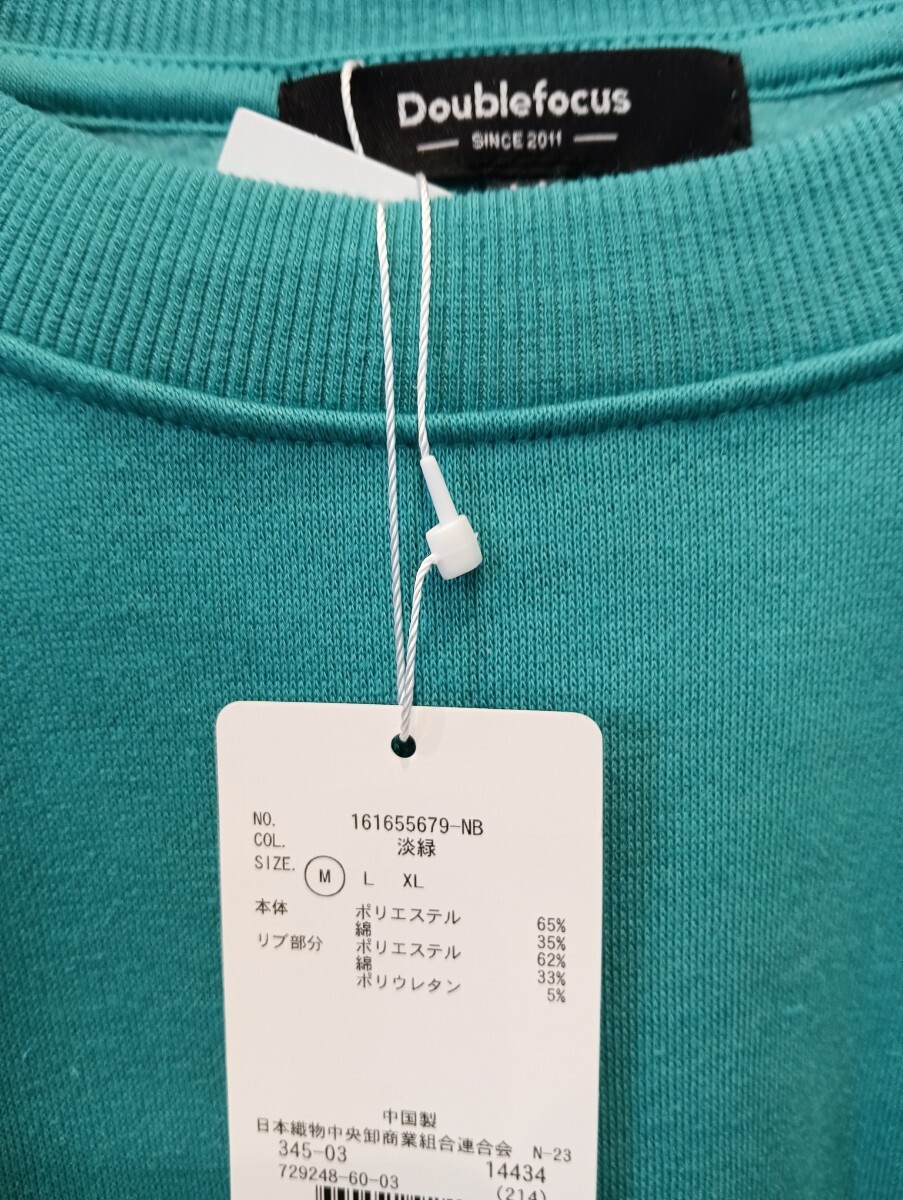 Doublefocus
SINCE 2011
NO. 161655679-NB
COL. 淡緑
SIZE. M L XL
本体 ポリエステル 65%
綿 35%
リブ部分 ポリエステル 62%
綿 33%
ポリウレタン 5%
中国製
日本織物中央卸商業組合連合会 N-23
345-03 14434
729248-60-03 (214)